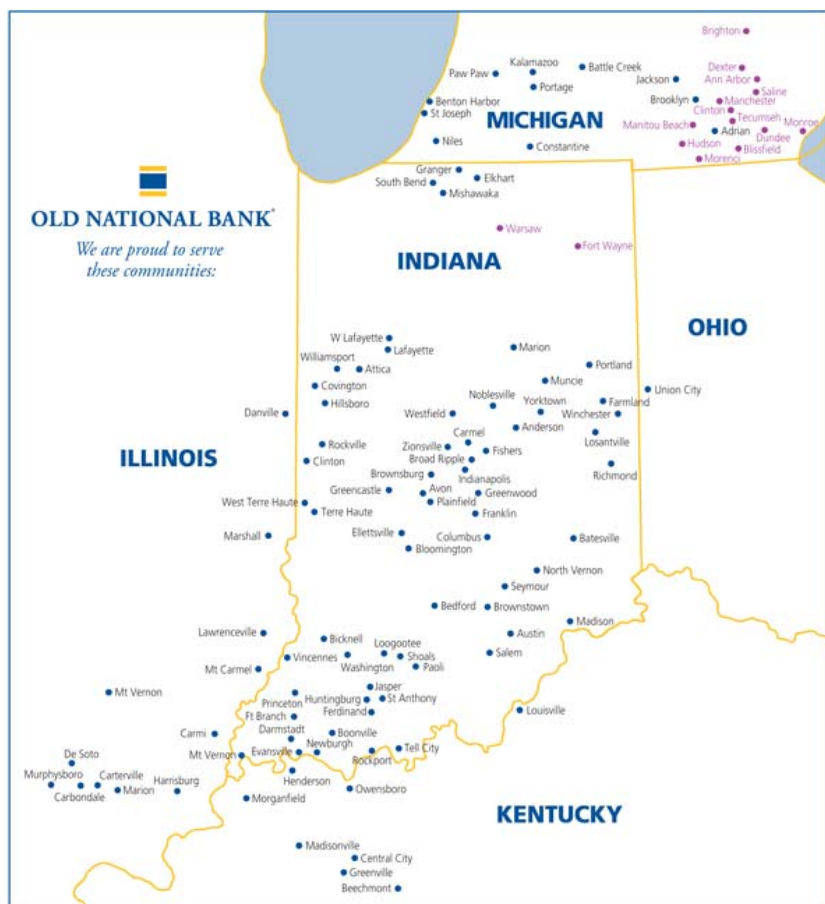 Brighton
Kalamazoo
Battle Creek
Dexter
Paw Paw
Jackson
Ann Arbor
Portage
Saline
Benton Harbor
Brooklyn
Manchester
St Joseph
Clinton
MICHIGAN
Tecumseh
Manitou Beach
Monroe
Adrian
Dundee
Niles
Hudson
Constantine
Blissfield
Morenci
Granger
Elkhart
South Bend
Mishawaka
OLD NATIONAL BANK®
We are proud to serve
these communities:
Warsaw
Fort Wayne
INDIANA
OHIO
W Lafayette
Lafayette
Marion
Williamsport
Attica
Portland
Covington
Muncie
Union City
Hillsboro
Noblesville
Yorktown
Farmland
Danville
Westfield
Winchester
Anderson
Losantville
Carmel
Rockville
Zionsville
Fishers
ILLINOIS
Clinton
Broad Ripple
Richmond
Brownsburg
Indianapolis
Greencastle
Avon
Greenwood
West Terre Haute
Plainfield
Terre Haute
Franklin
Marshall
Ellettsville
Columbus
Batesville
Bloomington
North Vernon
Seymour
Bedford
Brownstown
Madison
Lawrenceville
Bicknell
Austin
Loogootee
Vincennes
Shoals
Salem
Washington
Paoli
Mt Carmel
Jasper
Mt Vernon
Princeton
Huntingburg
St Anthony
Ft Branch
Ferdinand
Louisville
Carmi
Darmstadt
Boonville
De Soto
Mt Vernon
Evansville
Newburgh
Tell City
Rockport
Murphysboro
Carterville
Harrisburg
Henderson
Carbondale
Marion
Morganfield
Owensboro
KENTUCKY
Madisonville
Central City
Greenville
Beechmont